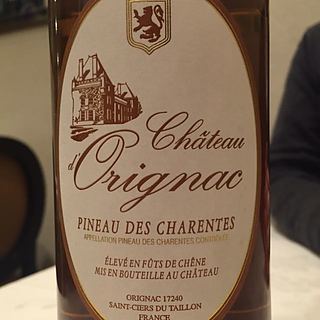 Château
d'Orignac
PINEAU DES CHARENTES
APPELLATION PINEAU DES CHARENTES CONTRÔLÉE
ÉLEVÉ EN FÛTS DE CHÊNE
MIS EN BOUTEILLE AU CHÂTEAU
ORIGNAC 17240
SAINT-CIERS DU TAILLON
FRANCE